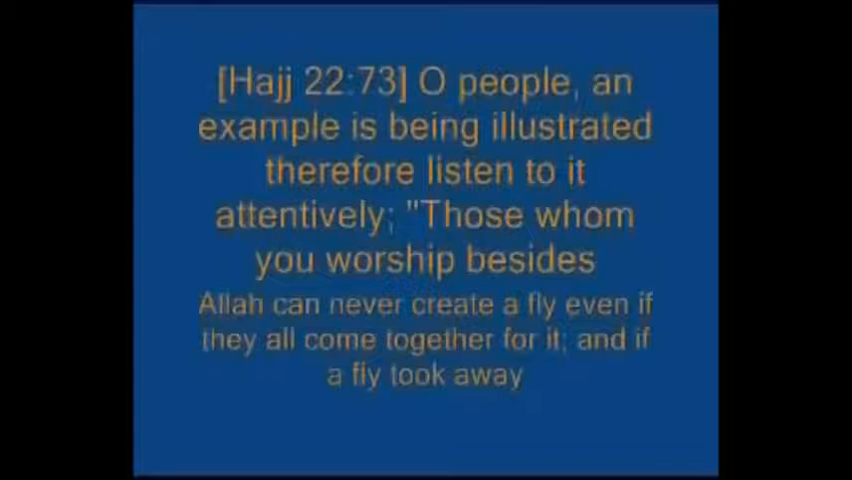 [Hajj 22:73] O people, an
example is being illustrated
therefore listen to it
attentively; "Those whom
you worship besides
Allah can never create a fly even if
they all come together for it; and if
a fly took away